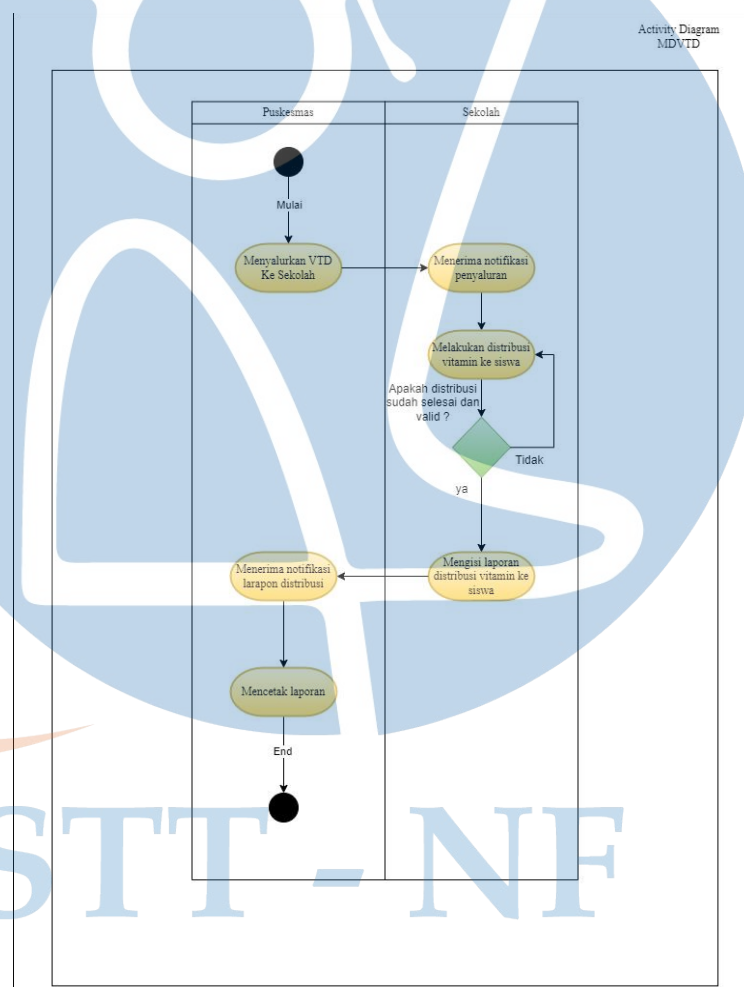 Activity Diagram
MDVTD
Puskesmas
Sekolah
Mulai
Menyalurkan VTD
Ke Sekolah
Menerima notifikasi
penyaluran
Melakukan distribusi
vitamin ke siswa
Apakah distribusi
sudah selesai dan
valid ?
Tidak
ya
Mengisi laporan
distribusi vitamin ke
siswa
Menerima notifikasi
larapon distribusi
Mencetak laporan
End
STT - NF